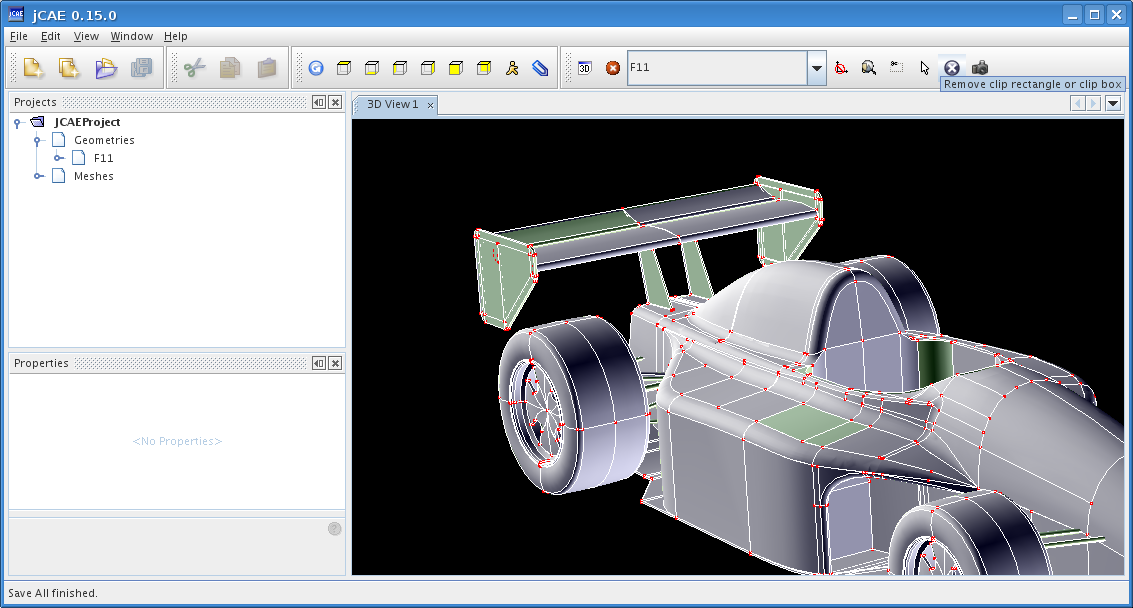 jCAE jCAE 0.15.0
File Edit View Window Help
3D F11
Remove clip rectangle or clip box
Projects
3D View 1
JCAEProject
Geometries
F11
Meshes
Properties
<No Properties>
?
Save All finished.